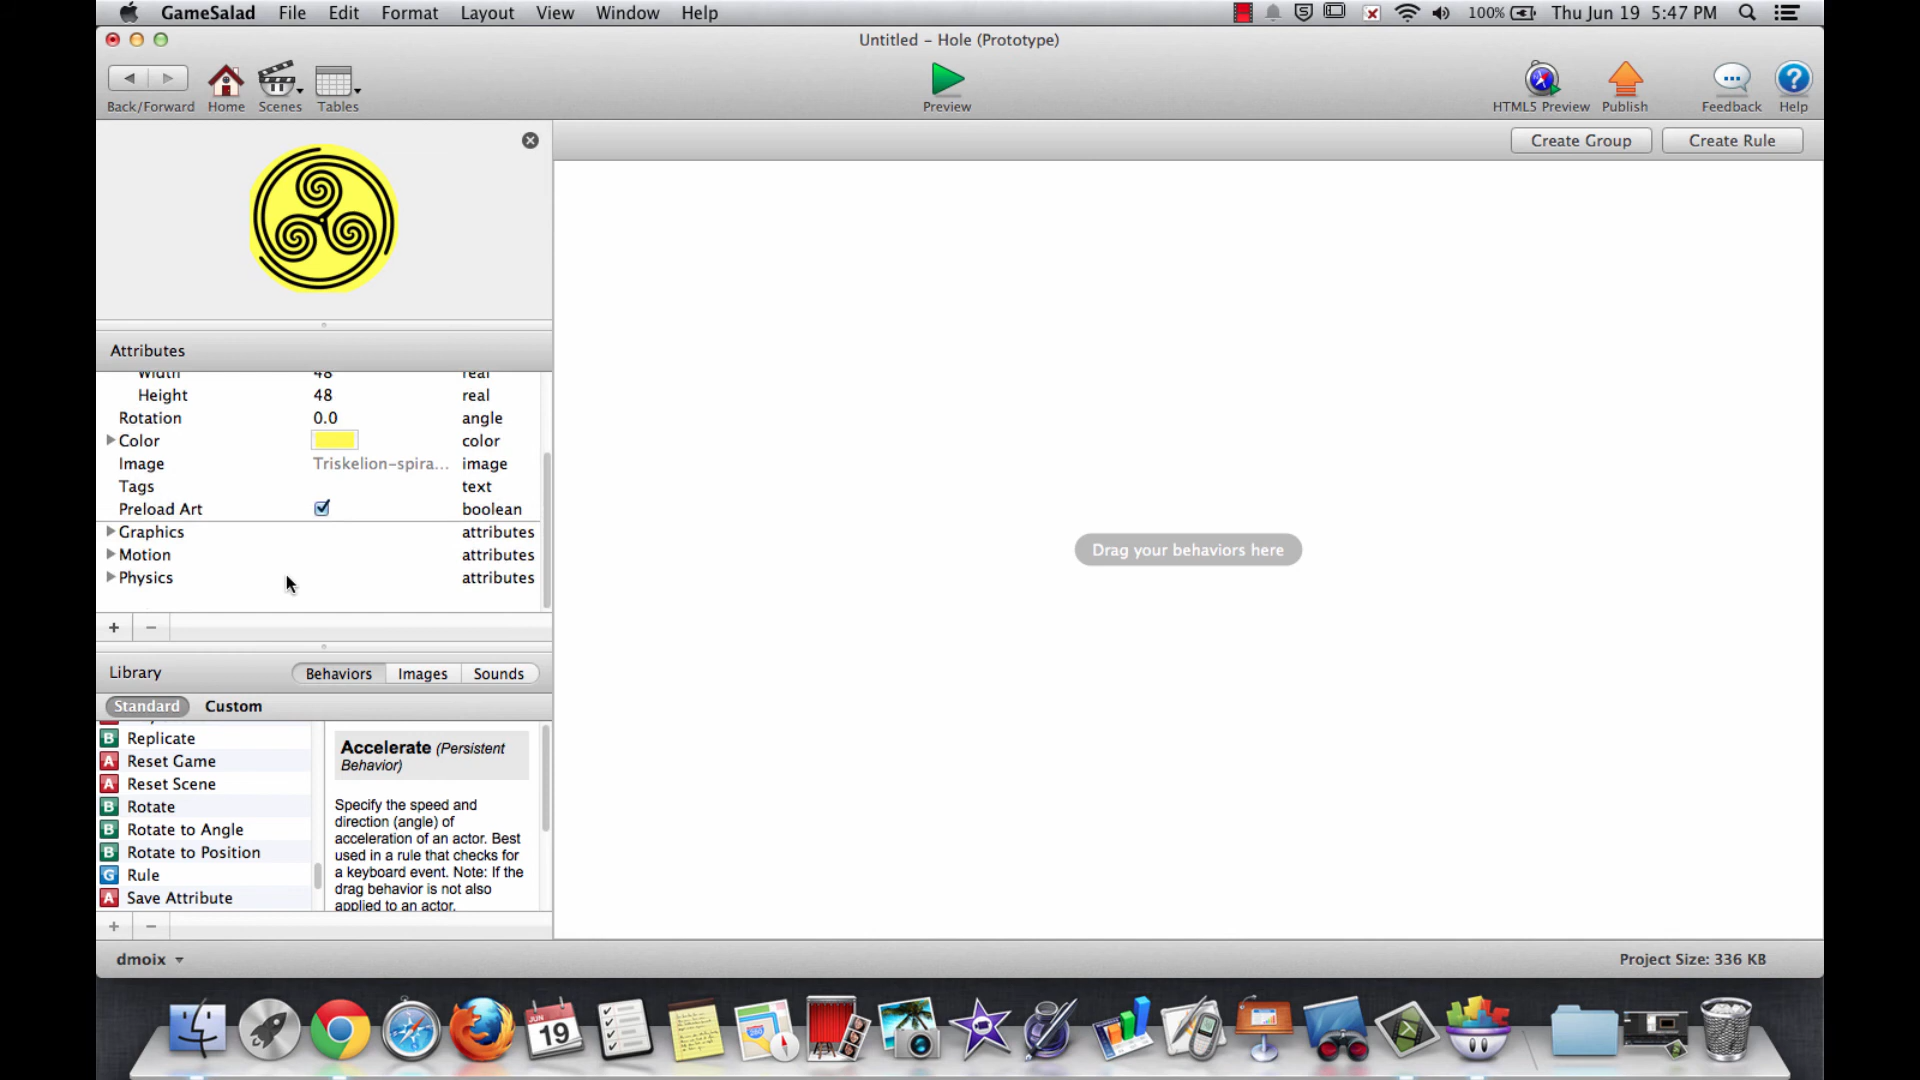 GameSalad File Edit Format Layout View Window Help 100% Thu Jun 19 5:47 PM
Untitled – Hole (Prototype)
Back/Forward Home Scenes Tables Preview HTML5 Preview Publish Feedback Help
Create Group Create Rule
Attributes
Width 48 real
Height 48 real
Rotation 0.0 angle
Color color
Image Triskelion-spira... image
Tags text
Preload Art boolean
Graphics attributes
Motion attributes
Physics attributes
Drag your behaviors here
Library Behaviors Images Sounds
Standard Custom
Replicate
Reset Game
Reset Scene
Rotate
Rotate to Angle
Rotate to Position
Rule
Save Attribute
Accelerate (Persistent
Behavior)
Specify the speed and
direction (angle) of
acceleration of an actor. Best
used in a rule that checks for
a keyboard event. Note: If the
drag behavior is not also
applied to an actor,
dmoix
Project Size: 336 KB
JUN
19